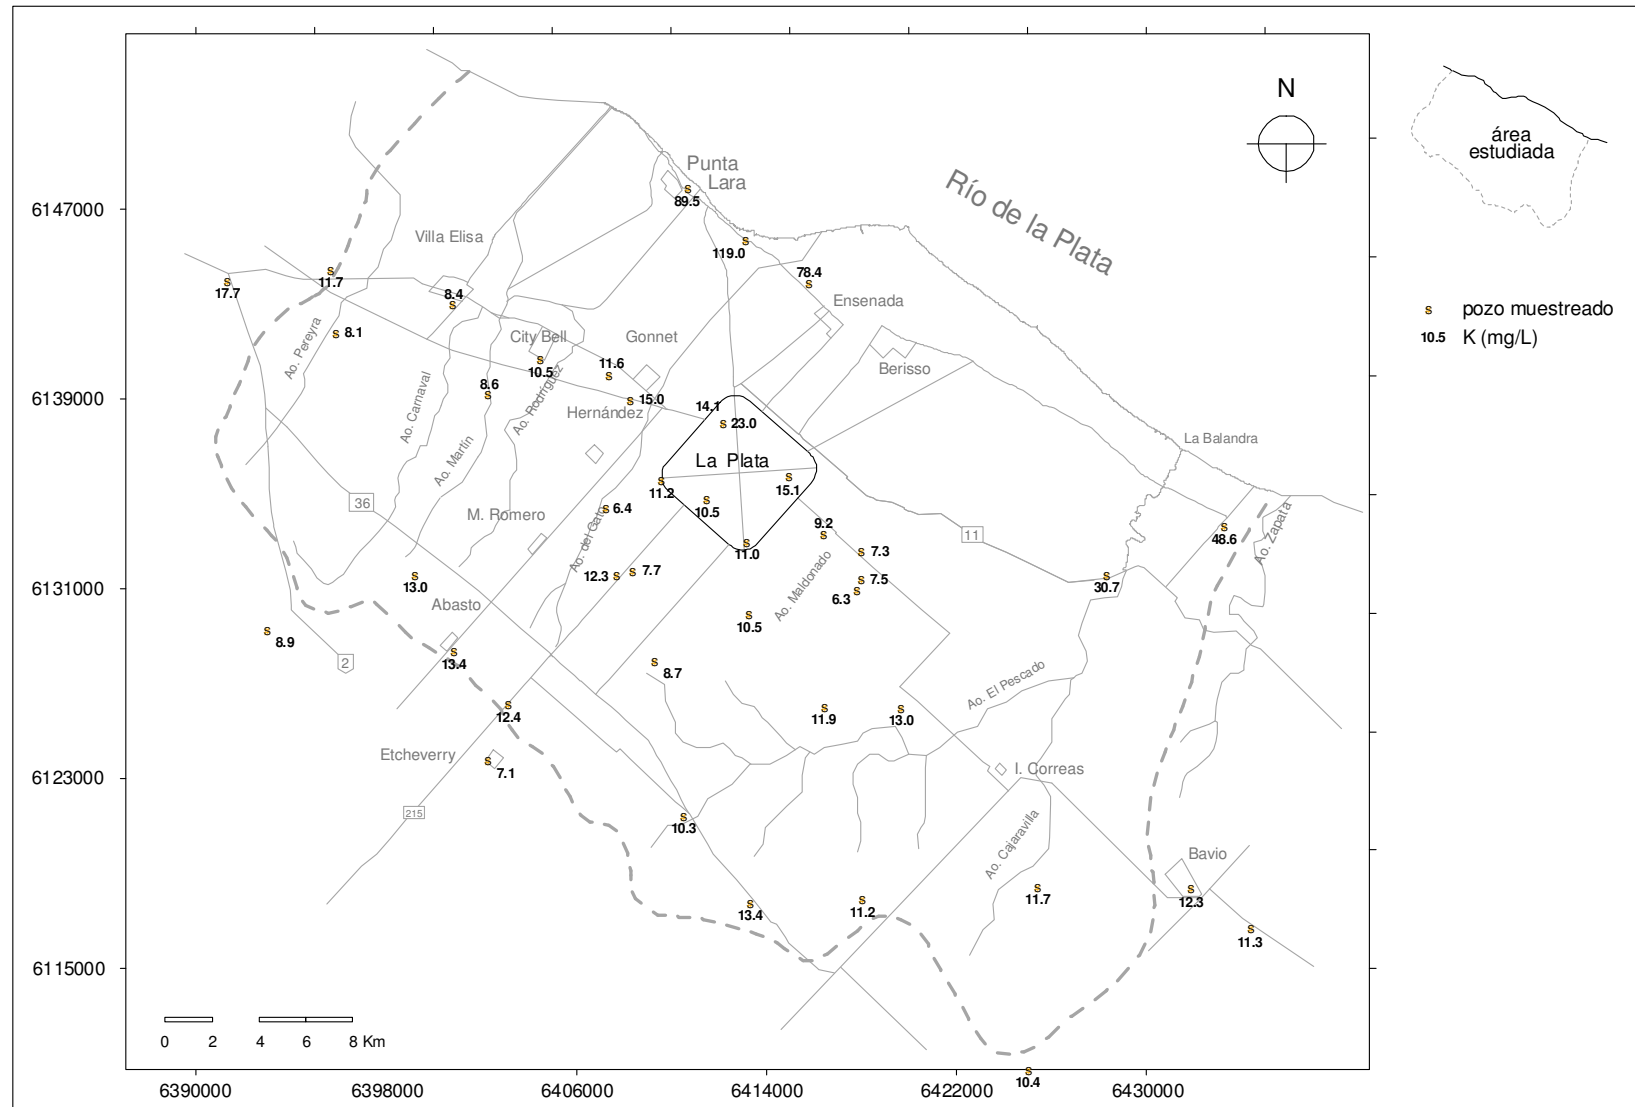 N
Punta
Lara
Río de la Plata
área
estudiada
6147000
89.5
Villa Elisa
119.0
78.4
11.7
17.7
8.4
Ensenada
pozo muestreado
10.5 K (mg/L)
8.1
City Bell
Gonnet
Ao. Pereyra
10.5
11.6
Berisso
8.6
15.0
6139000
Ao. Carnaval
Ao. Rodríguez
Hernández
14.1
23.0
La Balandra
Ao. Martín
La Plata
11.2
15.1
36
10.5
M. Romero
6.4
9.2
11
48.6
Ao. Zapata
Ao. del Gato
11.0
7.3
12.3
7.7
7.5
6131000
13.0
30.7
Abasto
Ao. Maldonado
6.3
10.5
8.9
2
13.4
8.7
Ao. El Pescado
12.4
11.9
13.0
Etcheverry
7.1
6123000
I. Correas
215
10.3
Ao. Cajaravilla
Bavio
11.7
12.3
13.4
11.2
11.3
6115000
0 2 4 6 8 Km
10.4
6390000 6398000 6406000 6414000 6422000 6430000